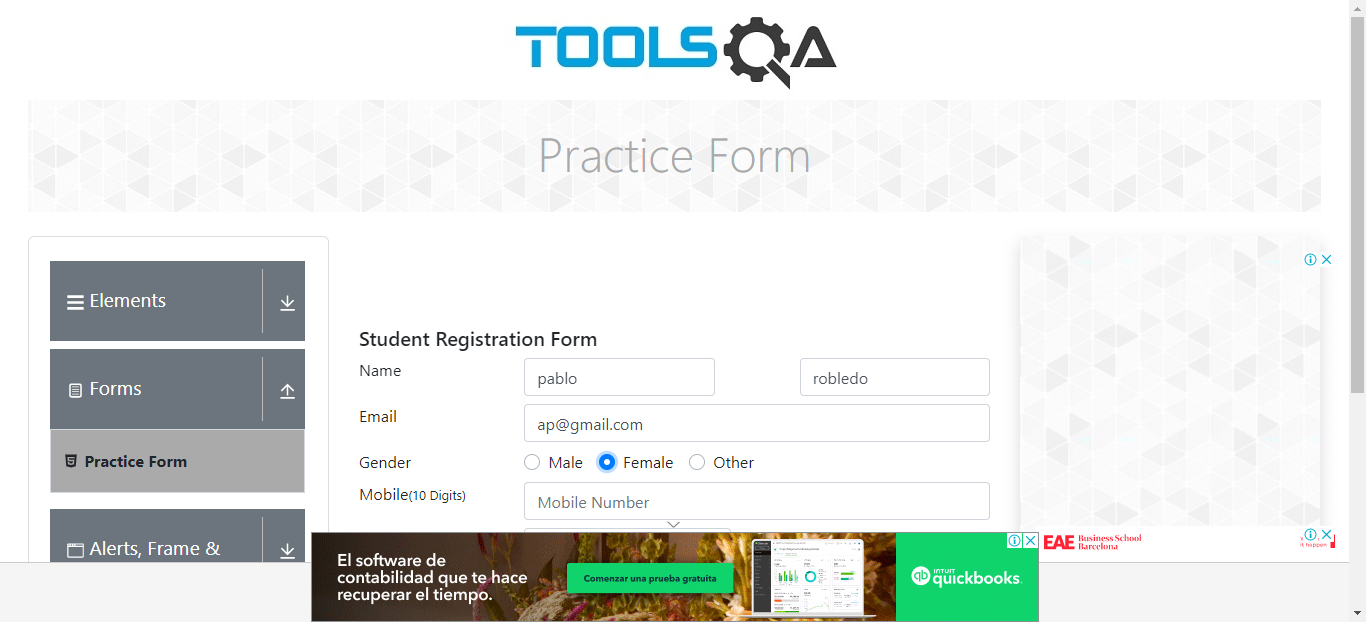 TOOLSQA
Practice Form
Elements
Forms
Practice Form
Alerts, Frame &
Student Registration Form
Name
pablo
robledo
Email
ap@gmail.com
Gender
Male
Female
Other
Mobile(10 Digits)
Mobile Number
El software de
contabilidad que te hace
recuperar el tiempo.
Comenzar una prueba gratuita
INTUIT
quickbooks.
EAE Business School
Barcelona
it happen